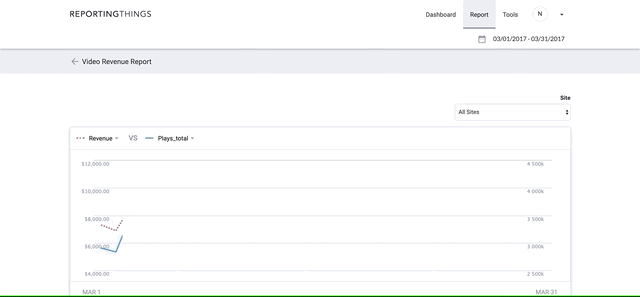 REPORTINGTHINGS
Dashboard Report Tools N
03/01/2017 - 03/31/2017
Video Revenue Report
Site
All Sites
Revenue VS Plays_total
$12,000.00 4 500k
$10,000.00 4 000k
$8,000.00 3 500k
$6,000.00 3 000k
$4,000.00 2 500k
MAR 1 MAR 31